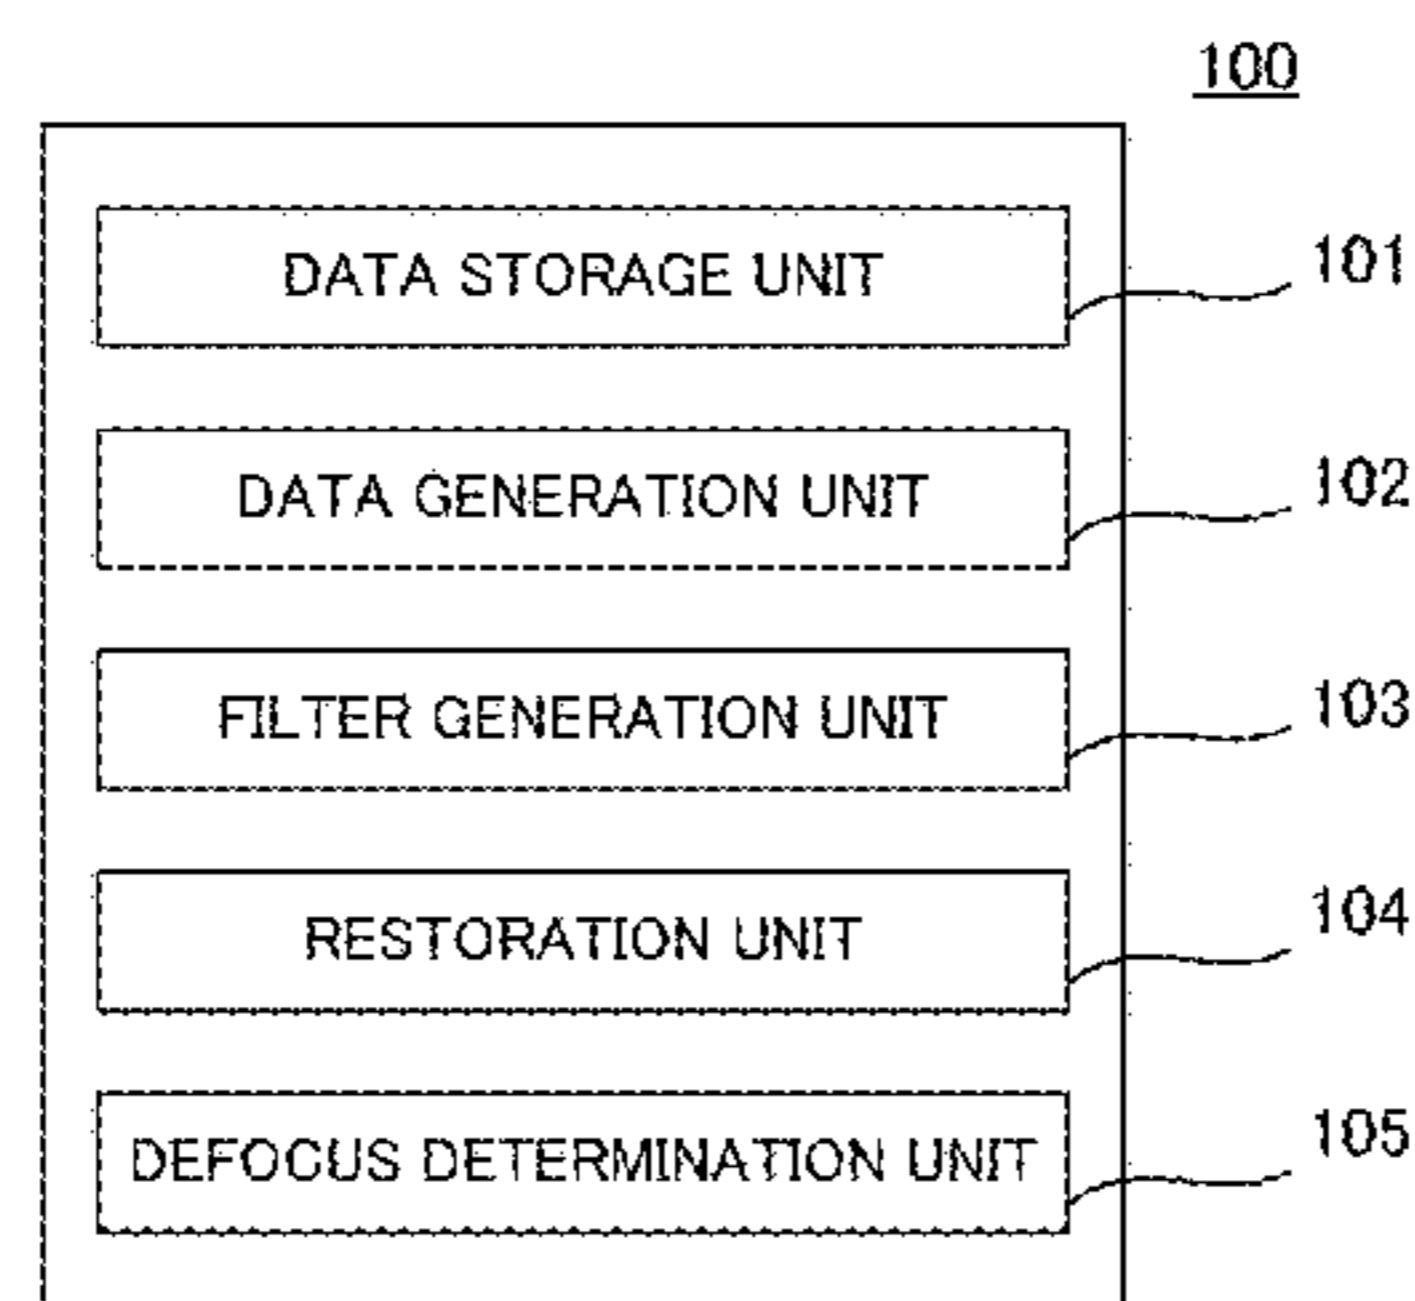 100
DATA STORAGE UNIT 101
DATA GENERATION UNIT 102
FILTER GENERATION UNIT 103
RESTORATION UNIT 104
DEFOCUS DETERMINATION UNIT 105